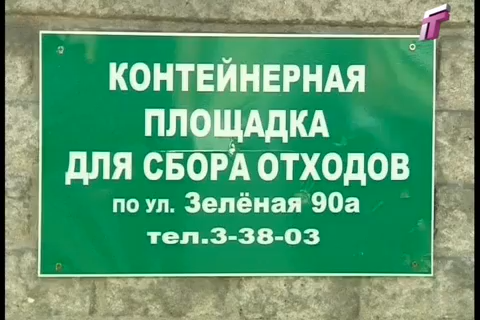 КОНТЕЙНЕРНАЯ
ПЛОЩАДКА
ДЛЯ СБОРА ОТХОДОВ
по ул. Зелёная 90а
тел.3-38-03